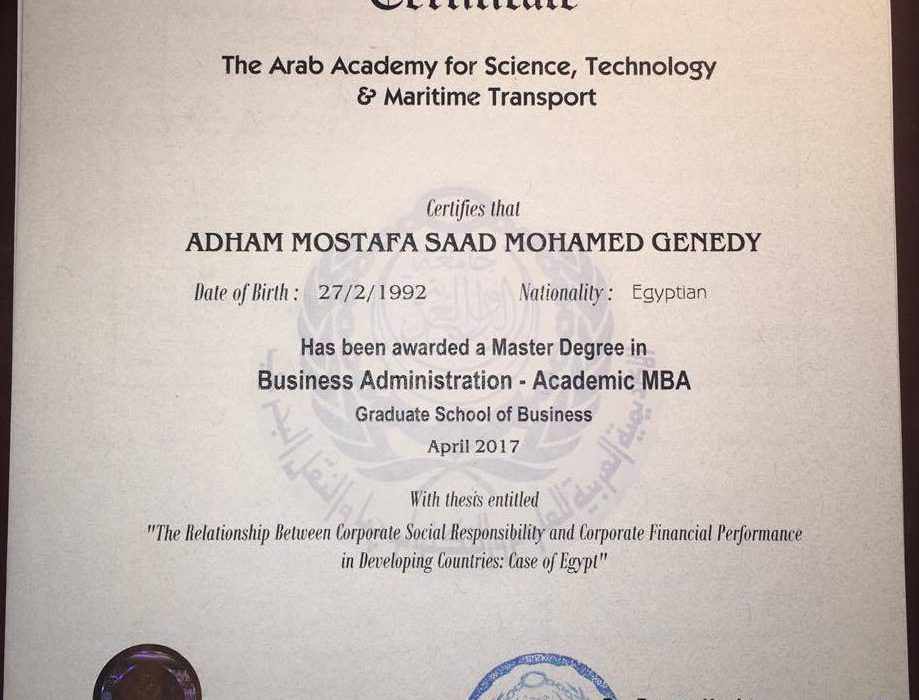 Certificate
The Arab Academy for Science, Technology
& Maritime Transport
Certifies that
ADHAM MOSTAFA SAAD MOHAMED GENEDY
Date of Birth : 27/2/1992 Nationality : Egyptian
Has been awarded a Master Degree in
Business Administration - Academic MBA
Graduate School of Business
April 2017
With thesis entitled
"The Relationship Between Corporate Social Responsibility and Corporate Financial Performance
in Developing Countries: Case of Egypt"